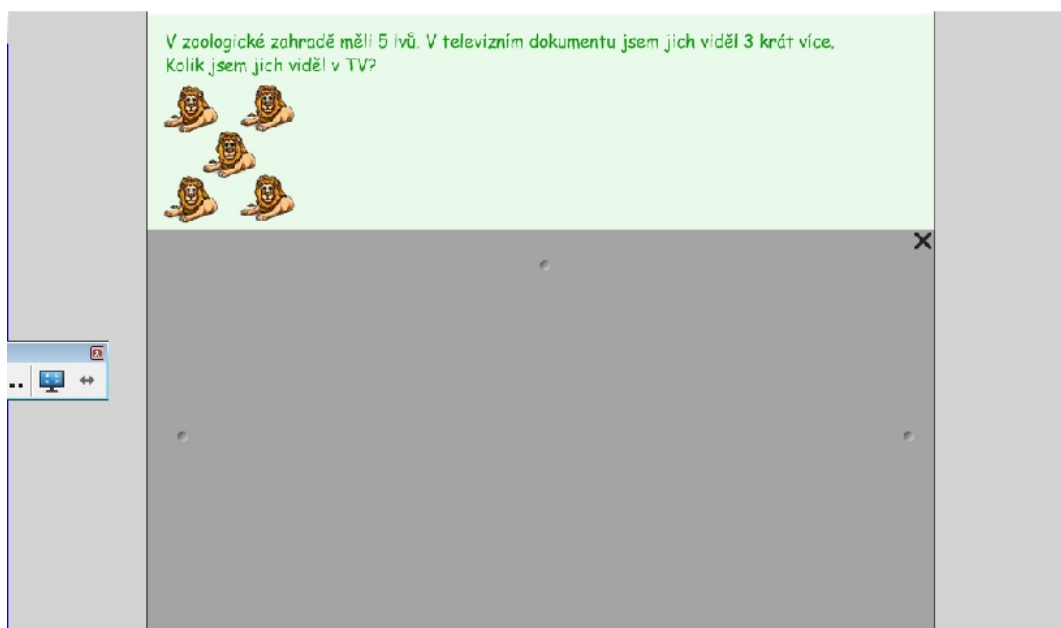 V zoologické zahradě měli 5 lvů. V televizním dokumentu jsem jich viděl 3 krát více.
Kolik jsem jich viděl v TV?